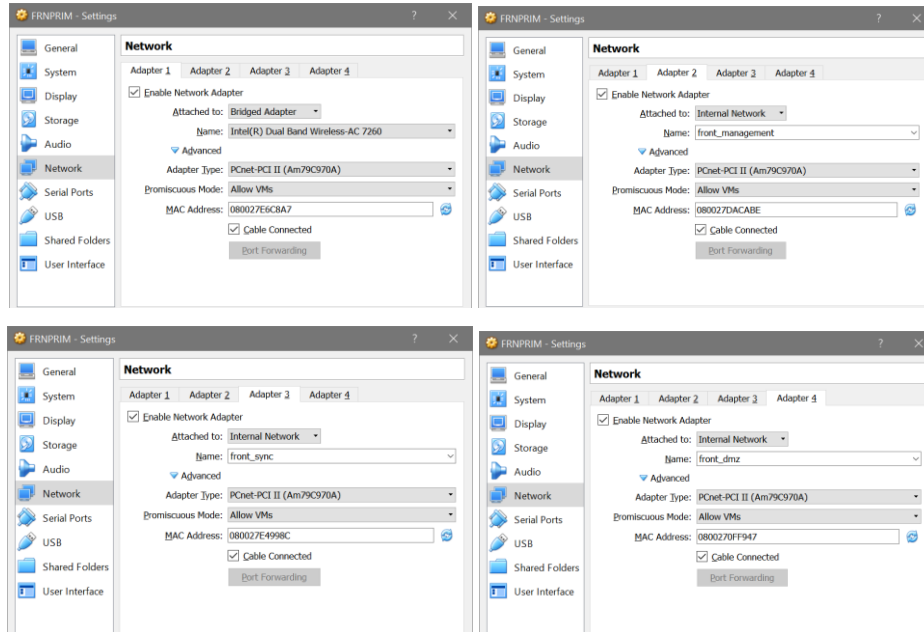 FRNPRIM - Settings ? ×
General
System
Display
Storage
Audio
Network
Serial Ports
USB
Shared Folders
User Interface
Network
Adapter 1 Adapter 2 Adapter 3 Adapter 4
Enable Network Adapter
Attached to: Bridged Adapter
Name: Intel(R) Dual Band Wireless-AC 7260
Advanced
Adapter Type: PCnet-PCI II (Am79C970A)
Promiscuous Mode: Allow VMs
MAC Address: 080027E6C8A7
Cable Connected
Port Forwarding
FRNPRIM - Settings ? ×
General
System
Display
Storage
Audio
Network
Serial Ports
USB
Shared Folders
User Interface
Network
Adapter 1 Adapter 2 Adapter 3 Adapter 4
Enable Network Adapter
Attached to: Internal Network
Name: front_management
Advanced
Adapter Type: PCnet-PCI II (Am79C970A)
Promiscuous Mode: Allow VMs
MAC Address: 080027DACABE
Cable Connected
Port Forwarding
FRNPRIM - Settings ? ×
General
System
Display
Storage
Audio
Network
Serial Ports
USB
Shared Folders
User Interface
Network
Adapter 1 Adapter 2 Adapter 3 Adapter 4
Enable Network Adapter
Attached to: Internal Network
Name: front_sync
Advanced
Adapter Type: PCnet-PCI II (Am79C970A)
Promiscuous Mode: Allow VMs
MAC Address: 080027E4998C
Cable Connected
Port Forwarding
FRNPRIM - Settings ? ×
General
System
Display
Storage
Audio
Network
Serial Ports
USB
Shared Folders
User Interface
Network
Adapter 1 Adapter 2 Adapter 3 Adapter 4
Enable Network Adapter
Attached to: Internal Network
Name: front_dmz
Advanced
Adapter Type: PCnet-PCI II (Am79C970A)
Promiscuous Mode: Allow VMs
MAC Address: 0800270FF947
Cable Connected
Port Forwarding